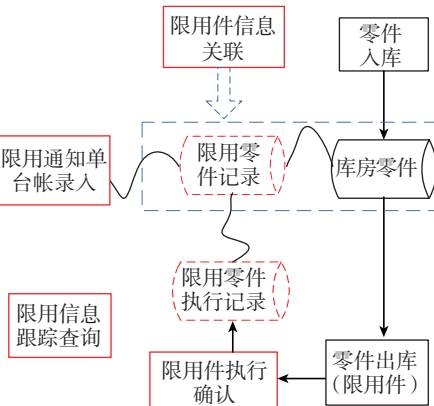 限用件信息
关联
零件
入库
限用通知单
台帐录入
限用零
件记录
库房零件
限用零件
执行记录
限用信息
跟踪查询
限用件执行
确认
零件出库
(限用件)